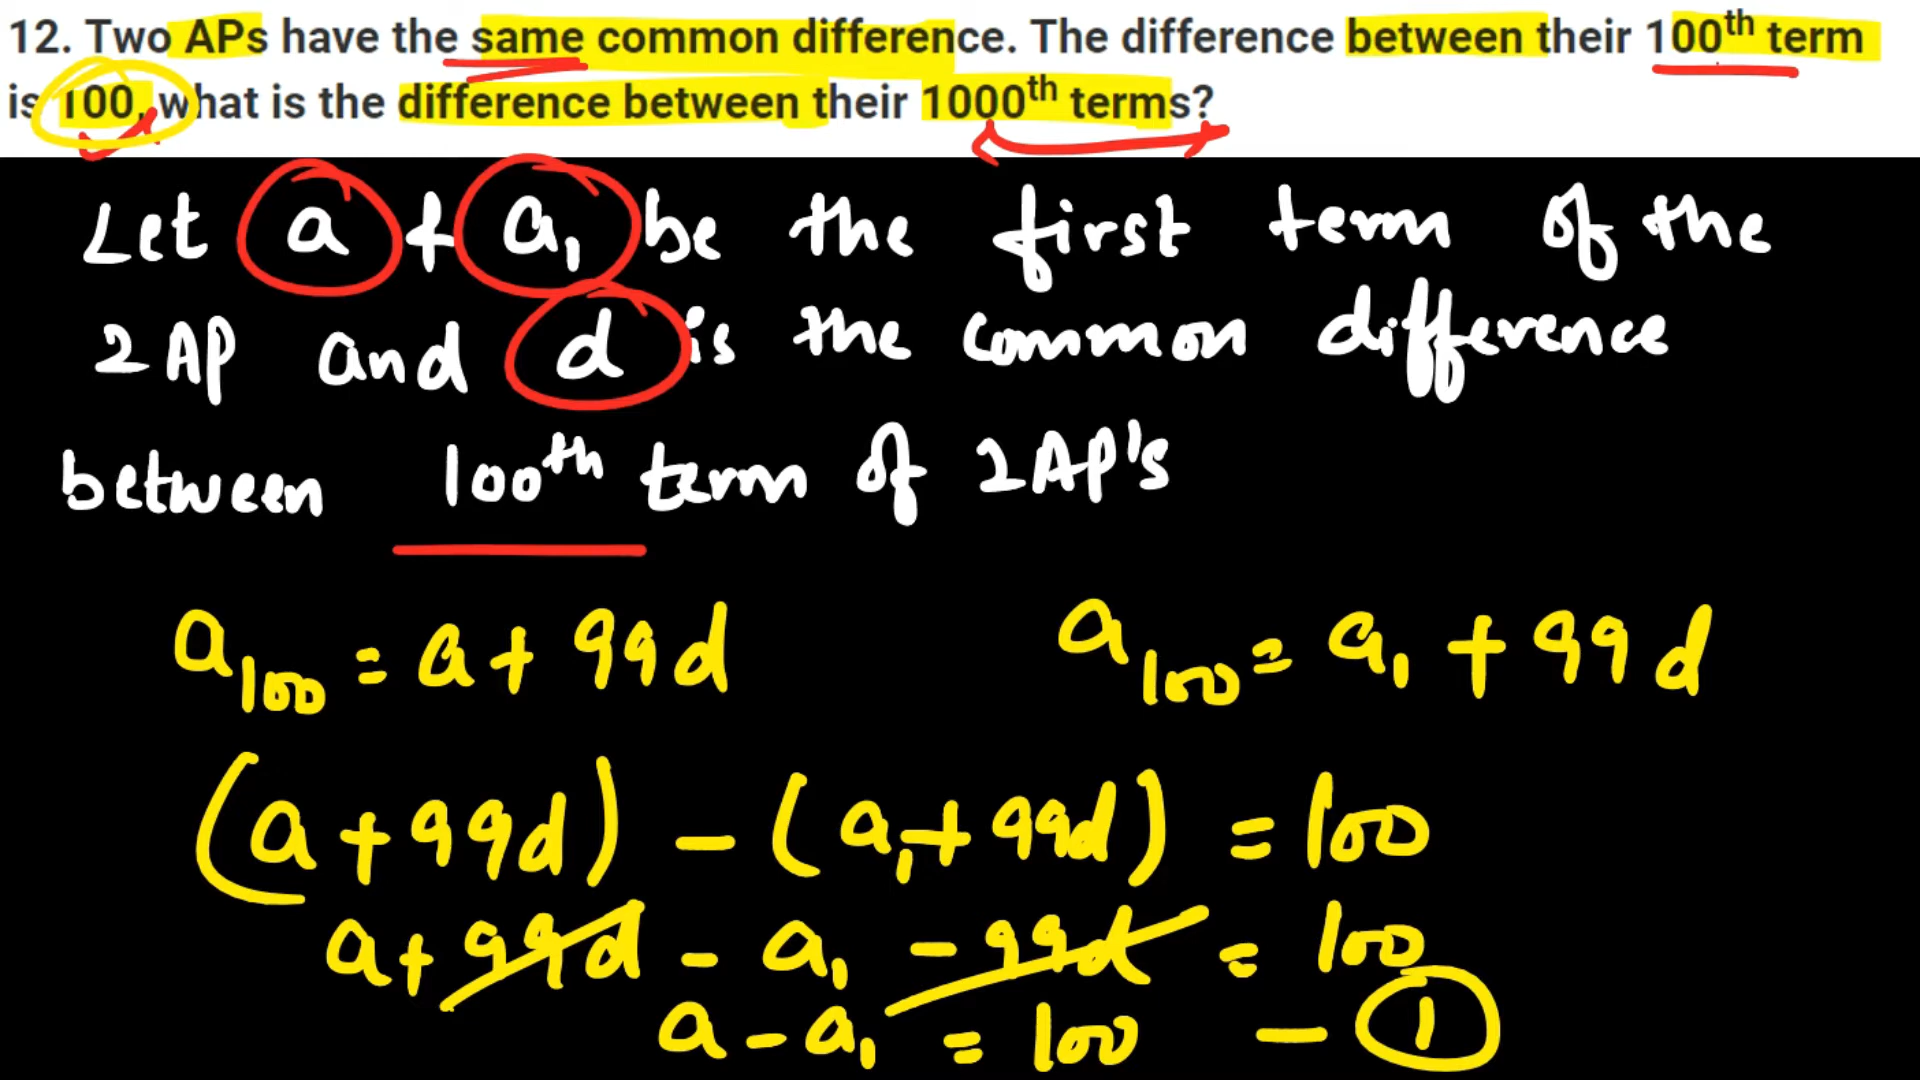 12. Two APs have the same common difference. The difference between their 100th term
is 100, what is the difference between their 1000th terms?
Let a & a₁ be the first term of the
2 AP and d is the common difference
between 100th term of 2 AP's
a₁₀₀ = a + 99d a₁₀₀ = a₁ + 99d
(a + 99d) - (a₁ + 99d) = 100
a + 99d - a₁ - 99d = 100
a - a₁ = 100 - 1